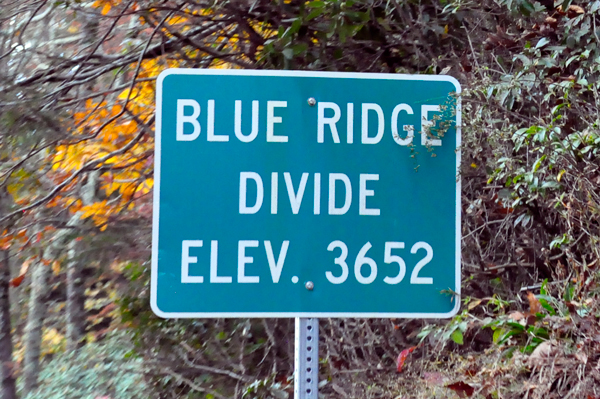 BLUE RIDGE
DIVIDE
ELEV. 3652